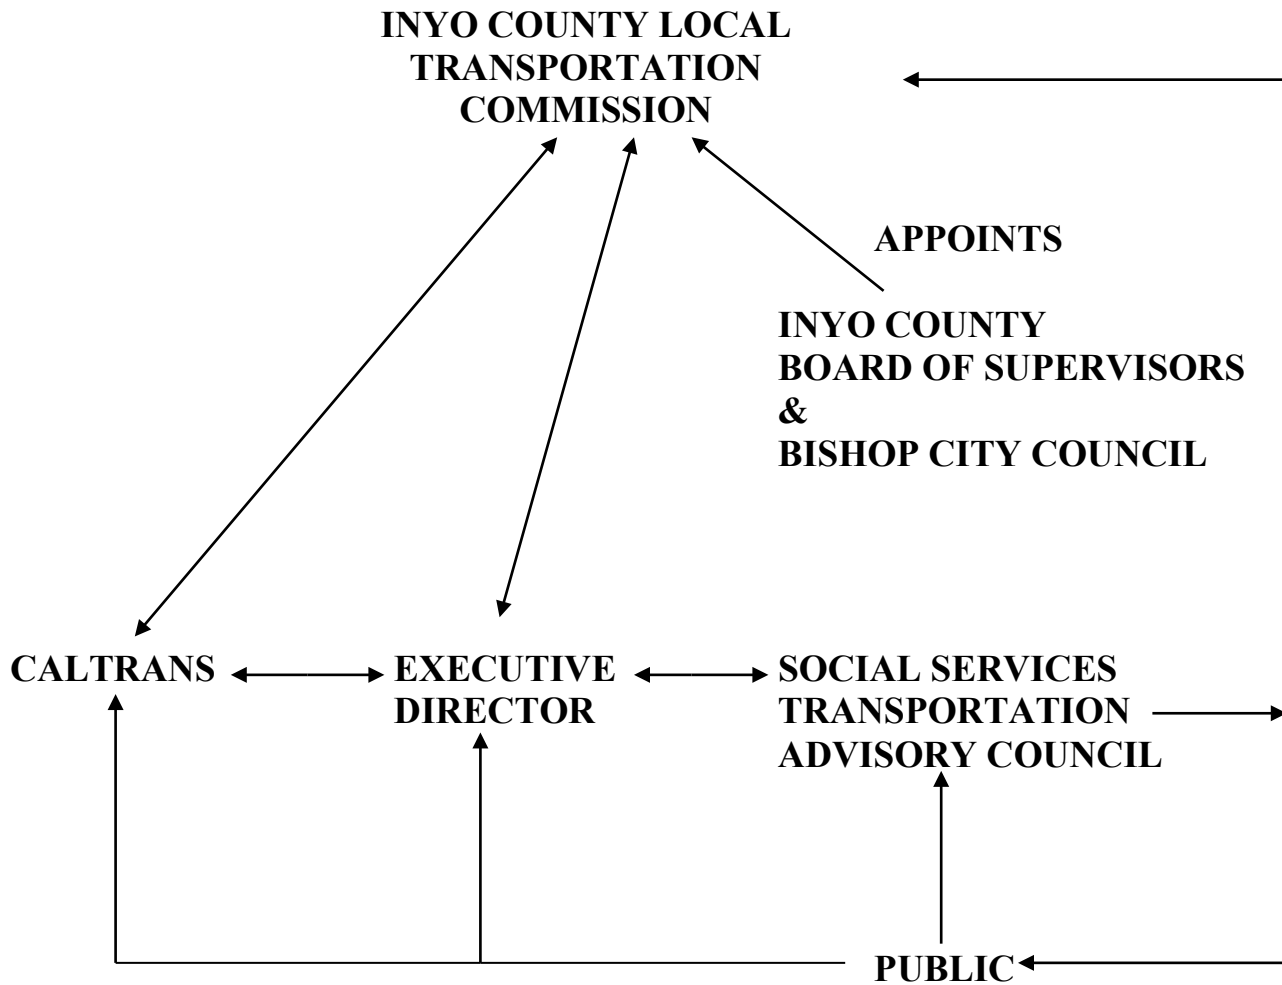 INYO COUNTY LOCAL
TRANSPORTATION
COMMISSION
APPOINTS
INYO COUNTY
BOARD OF SUPERVISORS
&
BISHOP CITY COUNCIL
CALTRANS
EXECUTIVE
DIRECTOR
SOCIAL SERVICES
TRANSPORTATION
ADVISORY COUNCIL
PUBLIC